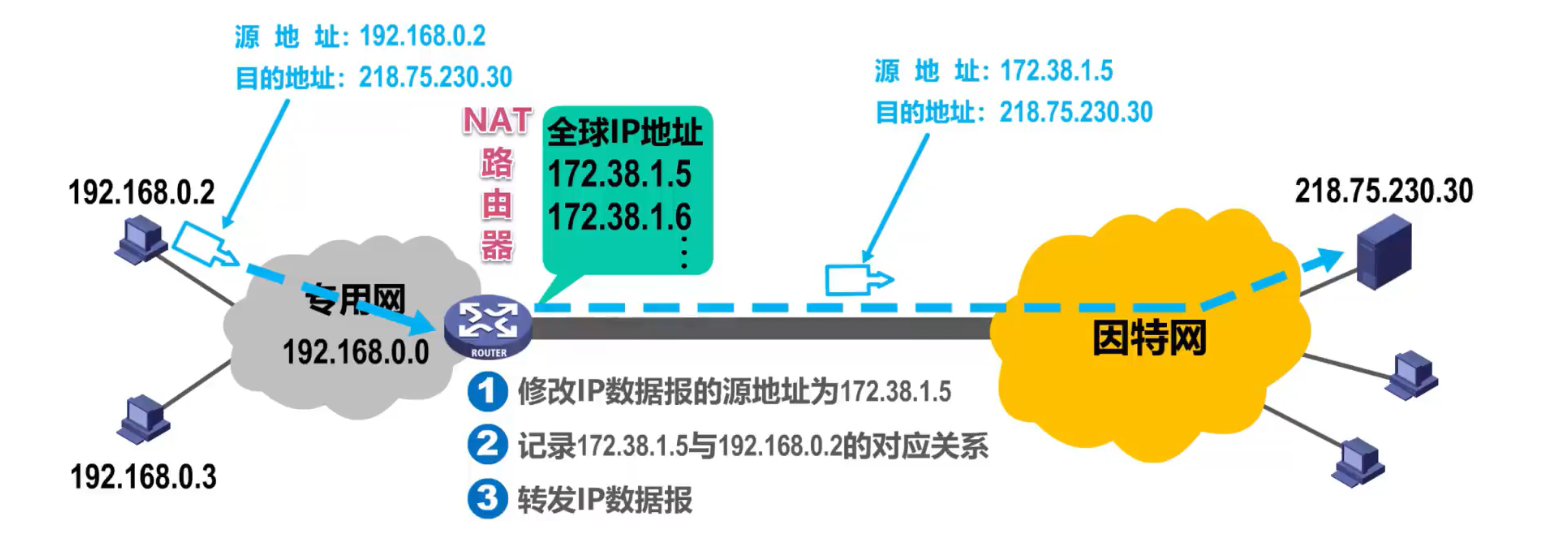 源 地 址：192.168.0.2
目的地址：218.75.230.30
源 地 址：172.38.1.5
目的地址：218.75.230.30
NAT
路
由
器
全球IP地址
172.38.1.5
172.38.1.6
⋮
192.168.0.2
218.75.230.30
专用网
192.168.0.0
ROUTER
因特网
192.168.0.3
1 修改IP数据报的源地址为172.38.1.5
2 记录172.38.1.5与192.168.0.2的对应关系
3 转发IP数据报